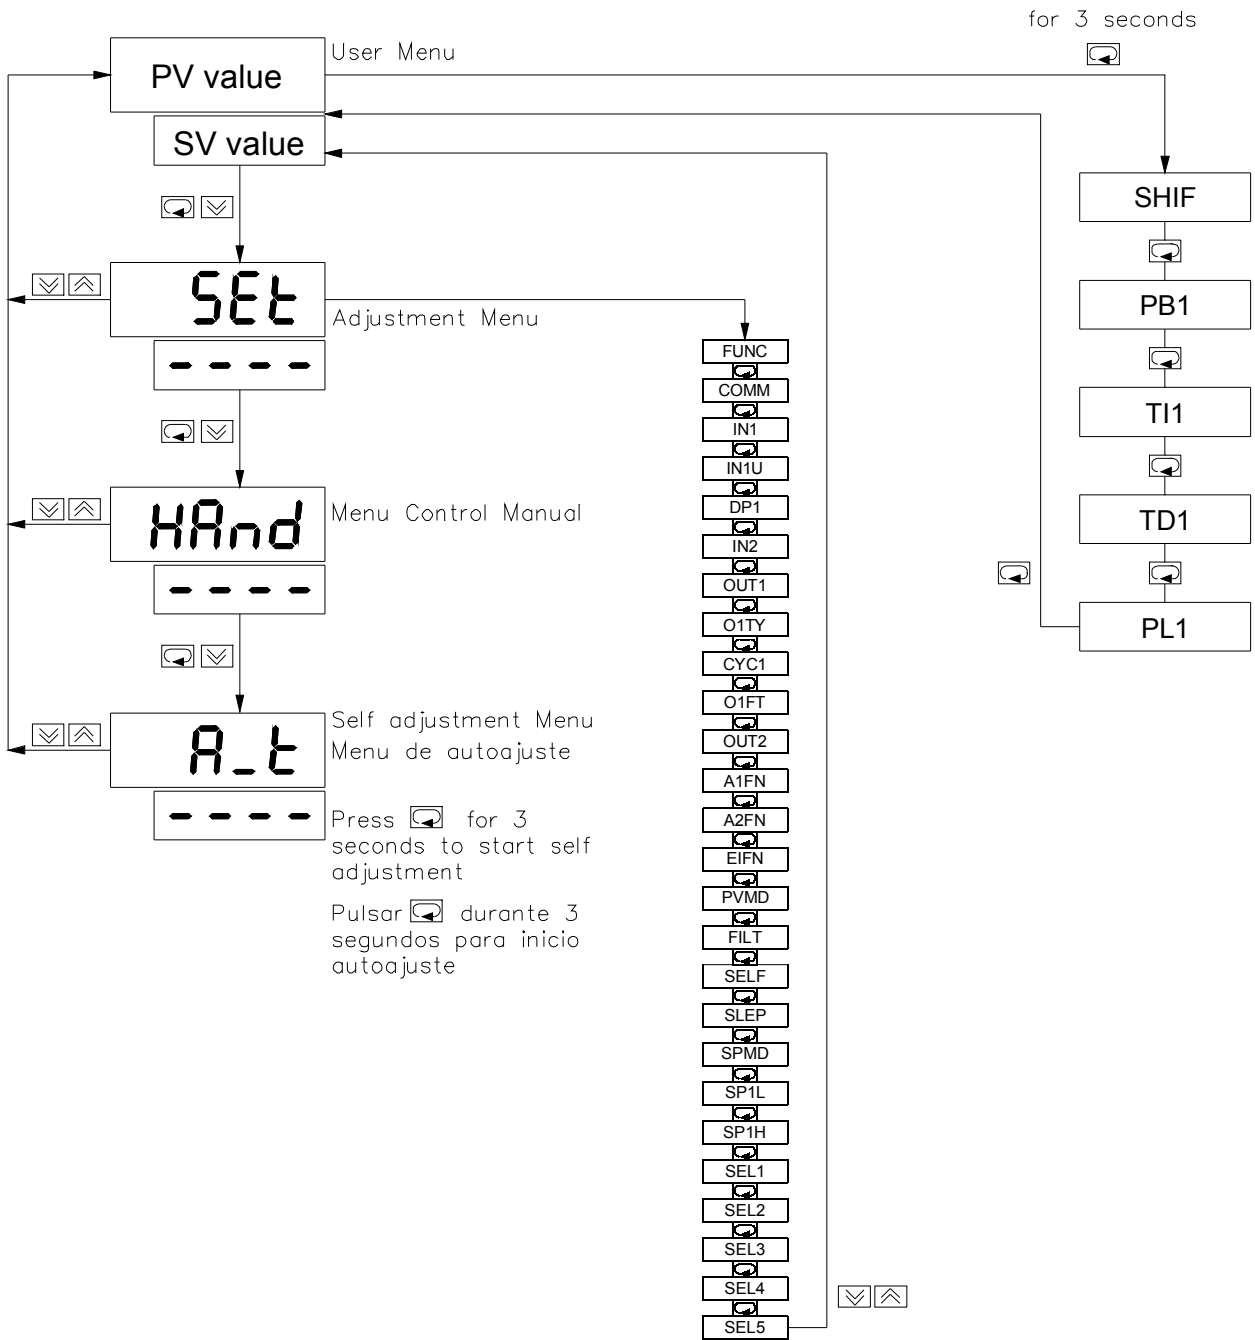 for 3 seconds
User Menu
PV value
SV value
SHIF
PB1
TI1
TD1
PL1
SEt
Adjustment Menu
- - - -
HAnd
Menu Control Manual
- - - -
A_t
Self adjustment Menu
Menu de autoajuste
- - - -
Press for 3
seconds to start self
adjustment
Pulsar durante 3
segundos para inicio
autoajuste
FUNC
COMM
IN1
IN1U
DP1
IN2
OUT1
O1TY
CYC1
O1FT
OUT2
A1FN
A2FN
EIFN
PVMD
FILT
SELF
SLEP
SPMD
SP1L
SP1H
SEL1
SEL2
SEL3
SEL4
SEL5